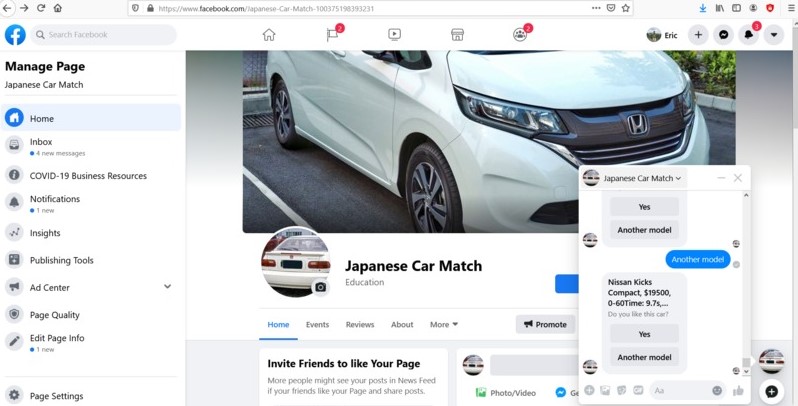 https://www.facebook.com/Japanese-Car-Match-100375198393231
Search Facebook
2
2
Eric
3
Manage Page
Japanese Car Match
Home
Inbox
4 new messages
COVID-19 Business Resources
Notifications
1 new
Insights
Publishing Tools
Ad Center
Page Quality
Edit Page Info
1 new
Page Settings
Japanese Car Match
Education
Home Events Reviews About More
Promote
Invite Friends to like Your Page
More people might see your posts in News Feed
if your friends like your Page and share posts.
Photo/Video
Ge
Japanese Car Match
Yes
Another model
Another model
Nissan Kicks
Compact, $19500,
0-60Time: 9.7s,...
Do you like this car?
Yes
Another model
Aa